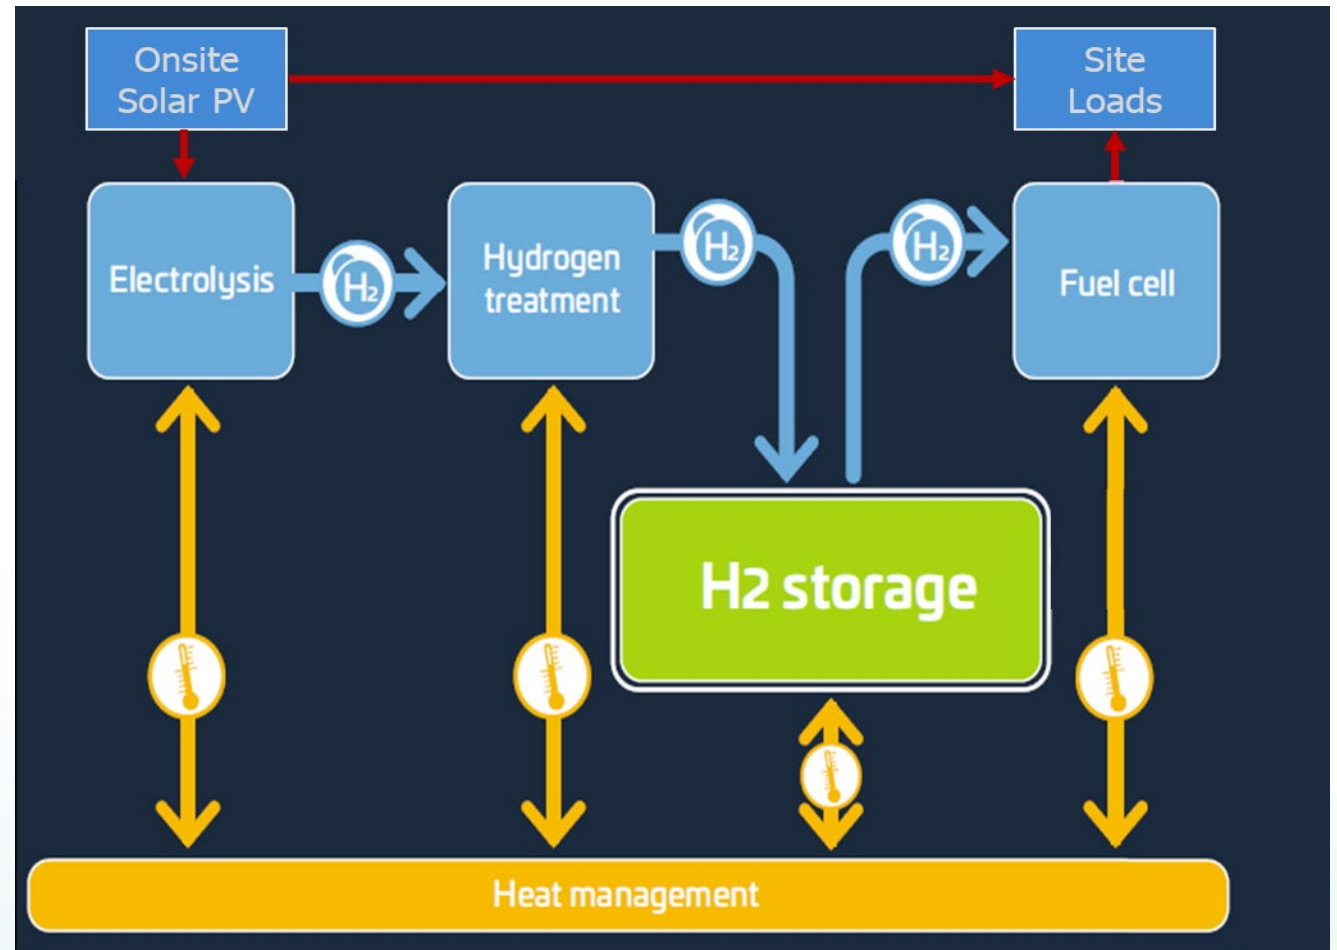 Onsite
Solar PV
Site
Loads
Electrolysis
H2
Hydrogen
treatment
H2
H2
Fuel cell
H2 storage
Heat management